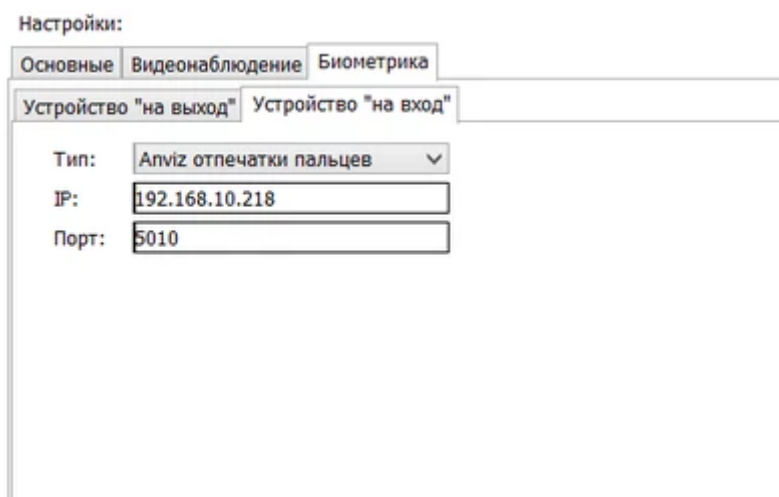 Настройки:
Основные Видеонаблюдение Биометрика
Устройство "на выход" Устройство "на вход"
Тип: Anviz отпечатки пальцев
IP: 192.168.10.218
Порт: 5010